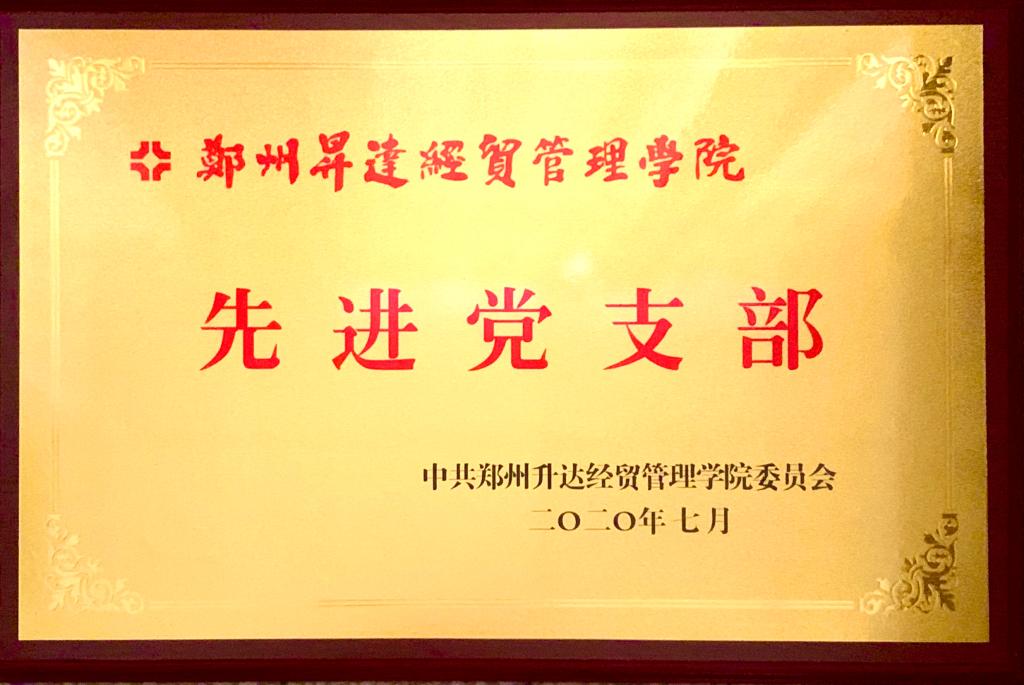 鄭州昇達經貿管理學院
先进党支部
中共郑州升达经贸管理学院委员会
二〇二〇年七月